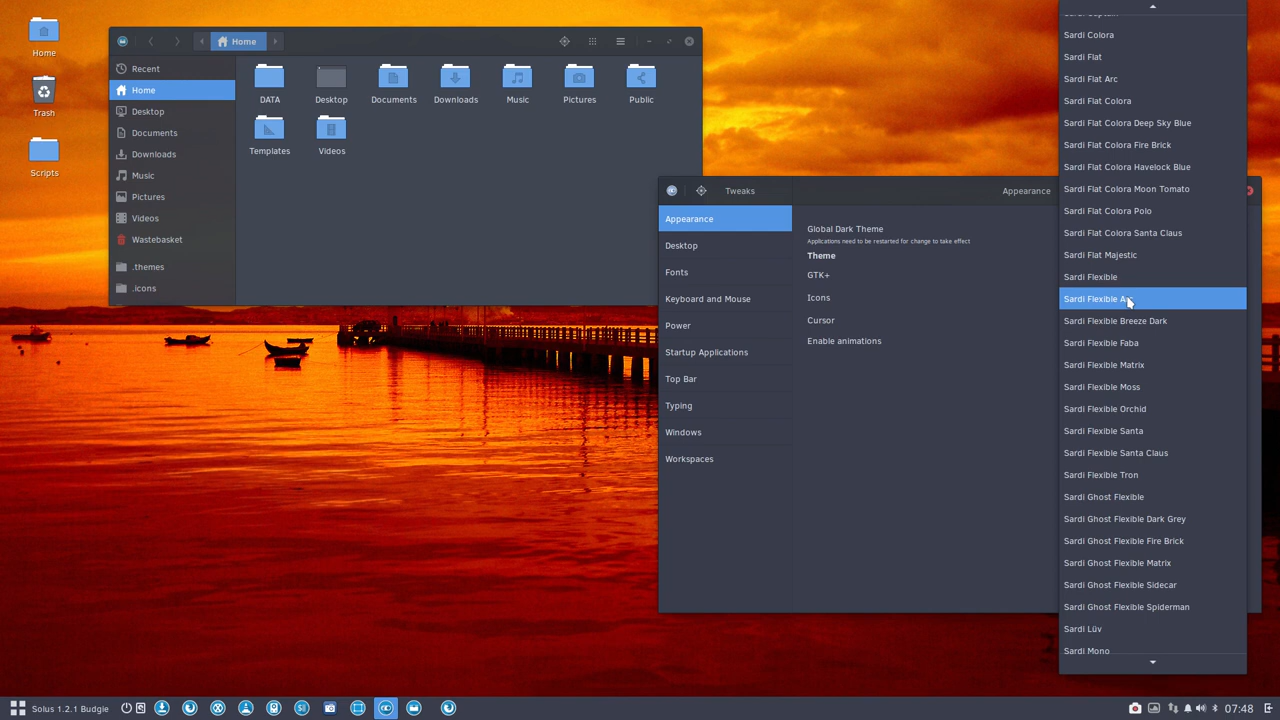 Home
Trash
Scripts
Home
Recent
Home
Desktop
Documents
Downloads
Music
Pictures
Videos
Wastebasket
.themes
.icons
DATA
Desktop
Documents
Downloads
Music
Pictures
Public
Templates
Videos
Tweaks
Appearance
Appearance
Desktop
Fonts
Keyboard and Mouse
Power
Startup Applications
Top Bar
Typing
Windows
Workspaces
Global Dark Theme
Applications need to be restarted for change to take effect
Theme
GTK+
Icons
Cursor
Enable animations
Sardi Captain
Sardi Colora
Sardi Flat
Sardi Flat Arc
Sardi Flat Colora
Sardi Flat Colora Deep Sky Blue
Sardi Flat Colora Fire Brick
Sardi Flat Colora Havelock Blue
Sardi Flat Colora Moon Tomato
Sardi Flat Colora Polo
Sardi Flat Colora Santa Claus
Sardi Flat Majestic
Sardi Flexible
Sardi Flexible
Sardi Flexible Breeze Dark
Sardi Flexible Faba
Sardi Flexible Matrix
Sardi Flexible Moss
Sardi Flexible Orchid
Sardi Flexible Santa
Sardi Flexible Santa Claus
Sardi Flexible Tron
Sardi Ghost Flexible
Sardi Ghost Flexible Dark Grey
Sardi Ghost Flexible Fire Brick
Sardi Ghost Flexible Matrix
Sardi Ghost Flexible Sidecar
Sardi Ghost Flexible Spiderman
Sardi Lüv
Sardi Mono
Solus 1.2.1 Budgie
07:48